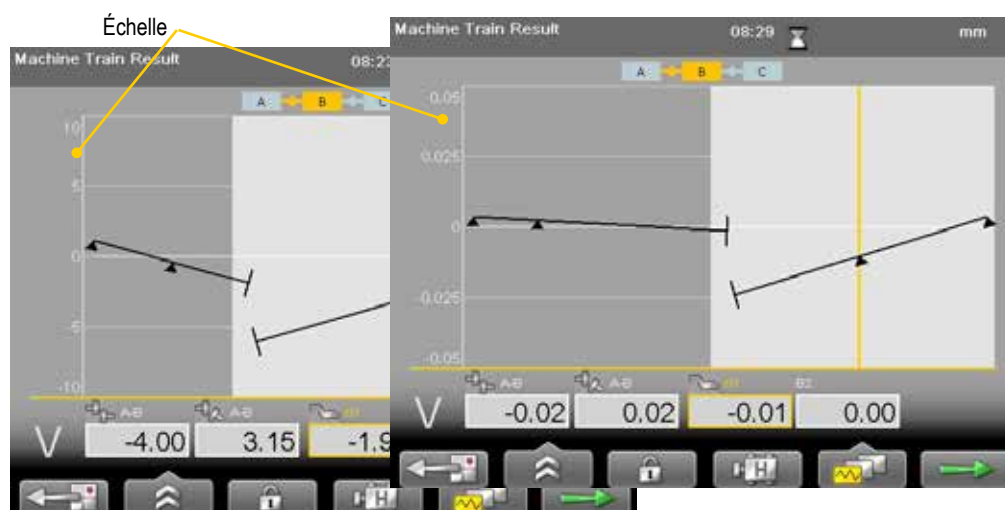 Échelle
Machine Train Result 08:2
A B C
10
5
0
-5
-10
A-B A-B B1
V -4.00 3.15 -1.9
H
Machine Train Result 08:29 mm
A B C
0.05
0.025
0
-0.025
-0.05
A-B A-B B1 B2
V -0.02 0.02 -0.01 0.00
H